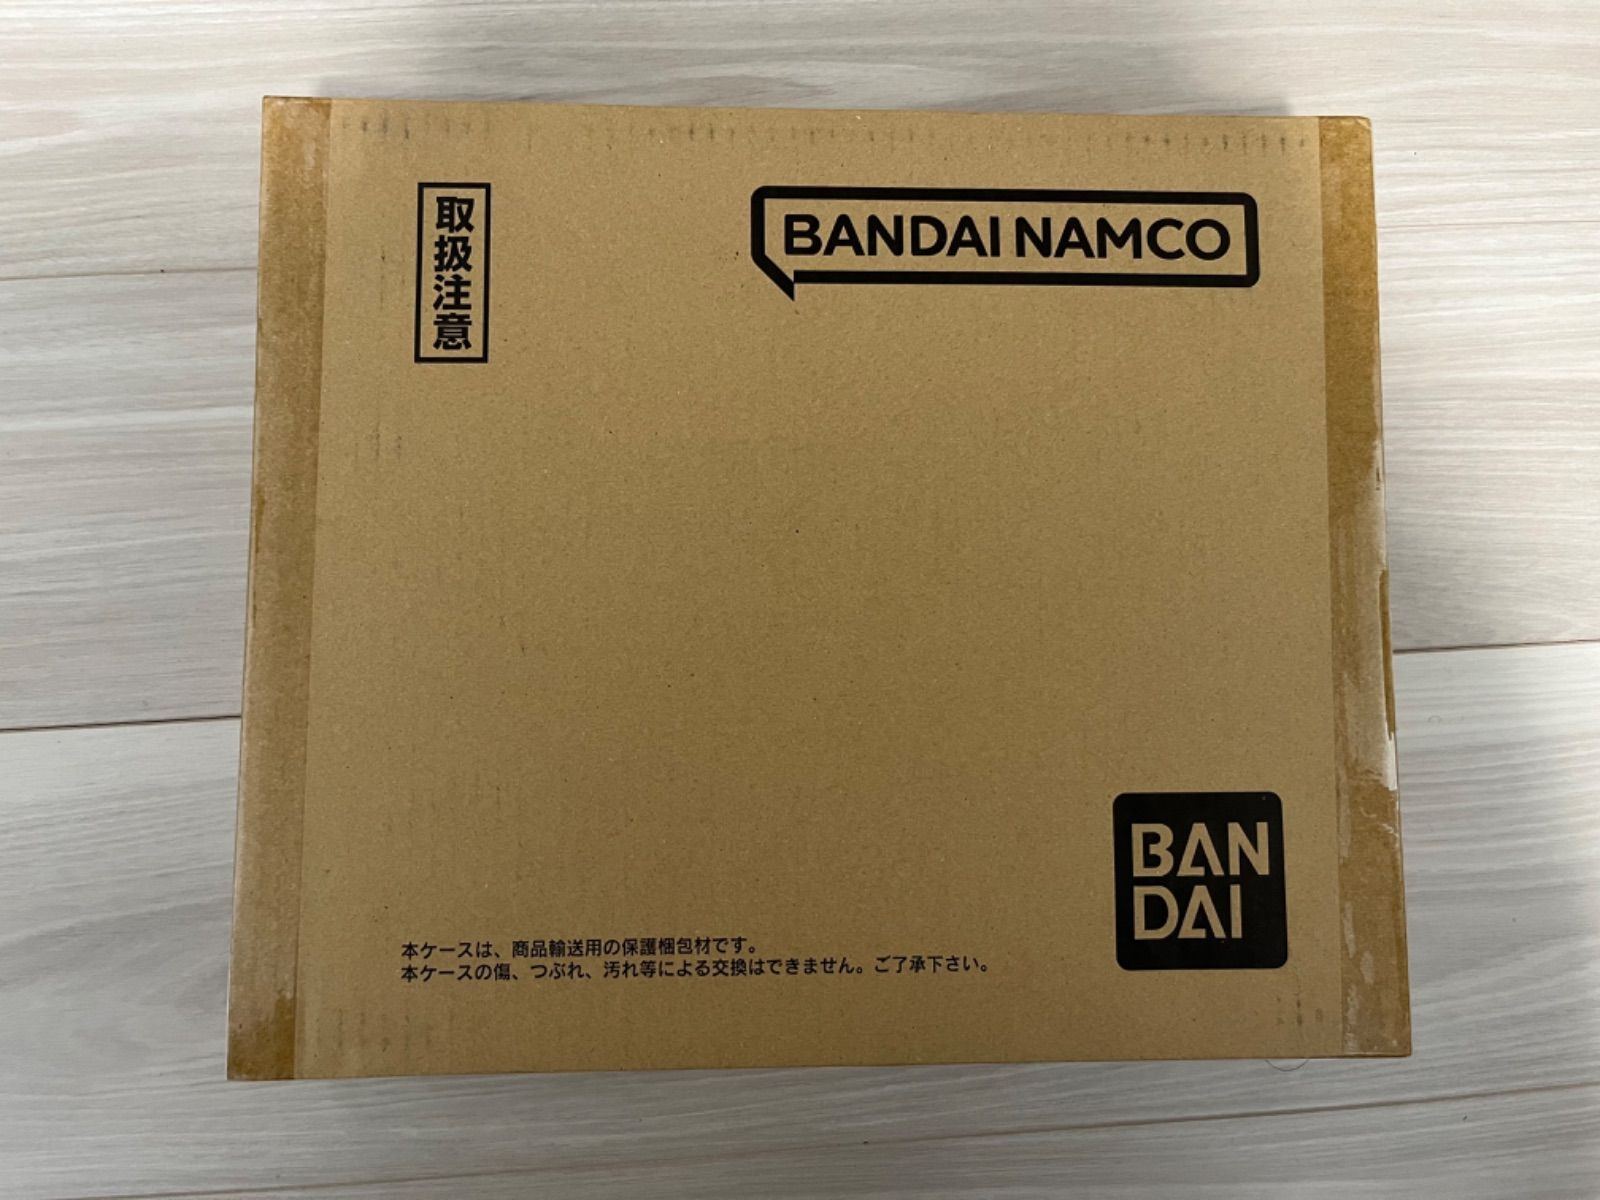 取扱注意
BANDAI NAMCO
BAN
DAI
本ケースは、商品輸送用の保護梱包材です。
本ケースの傷、つぶれ、汚れ等による交換はできません。ご了承下さい。